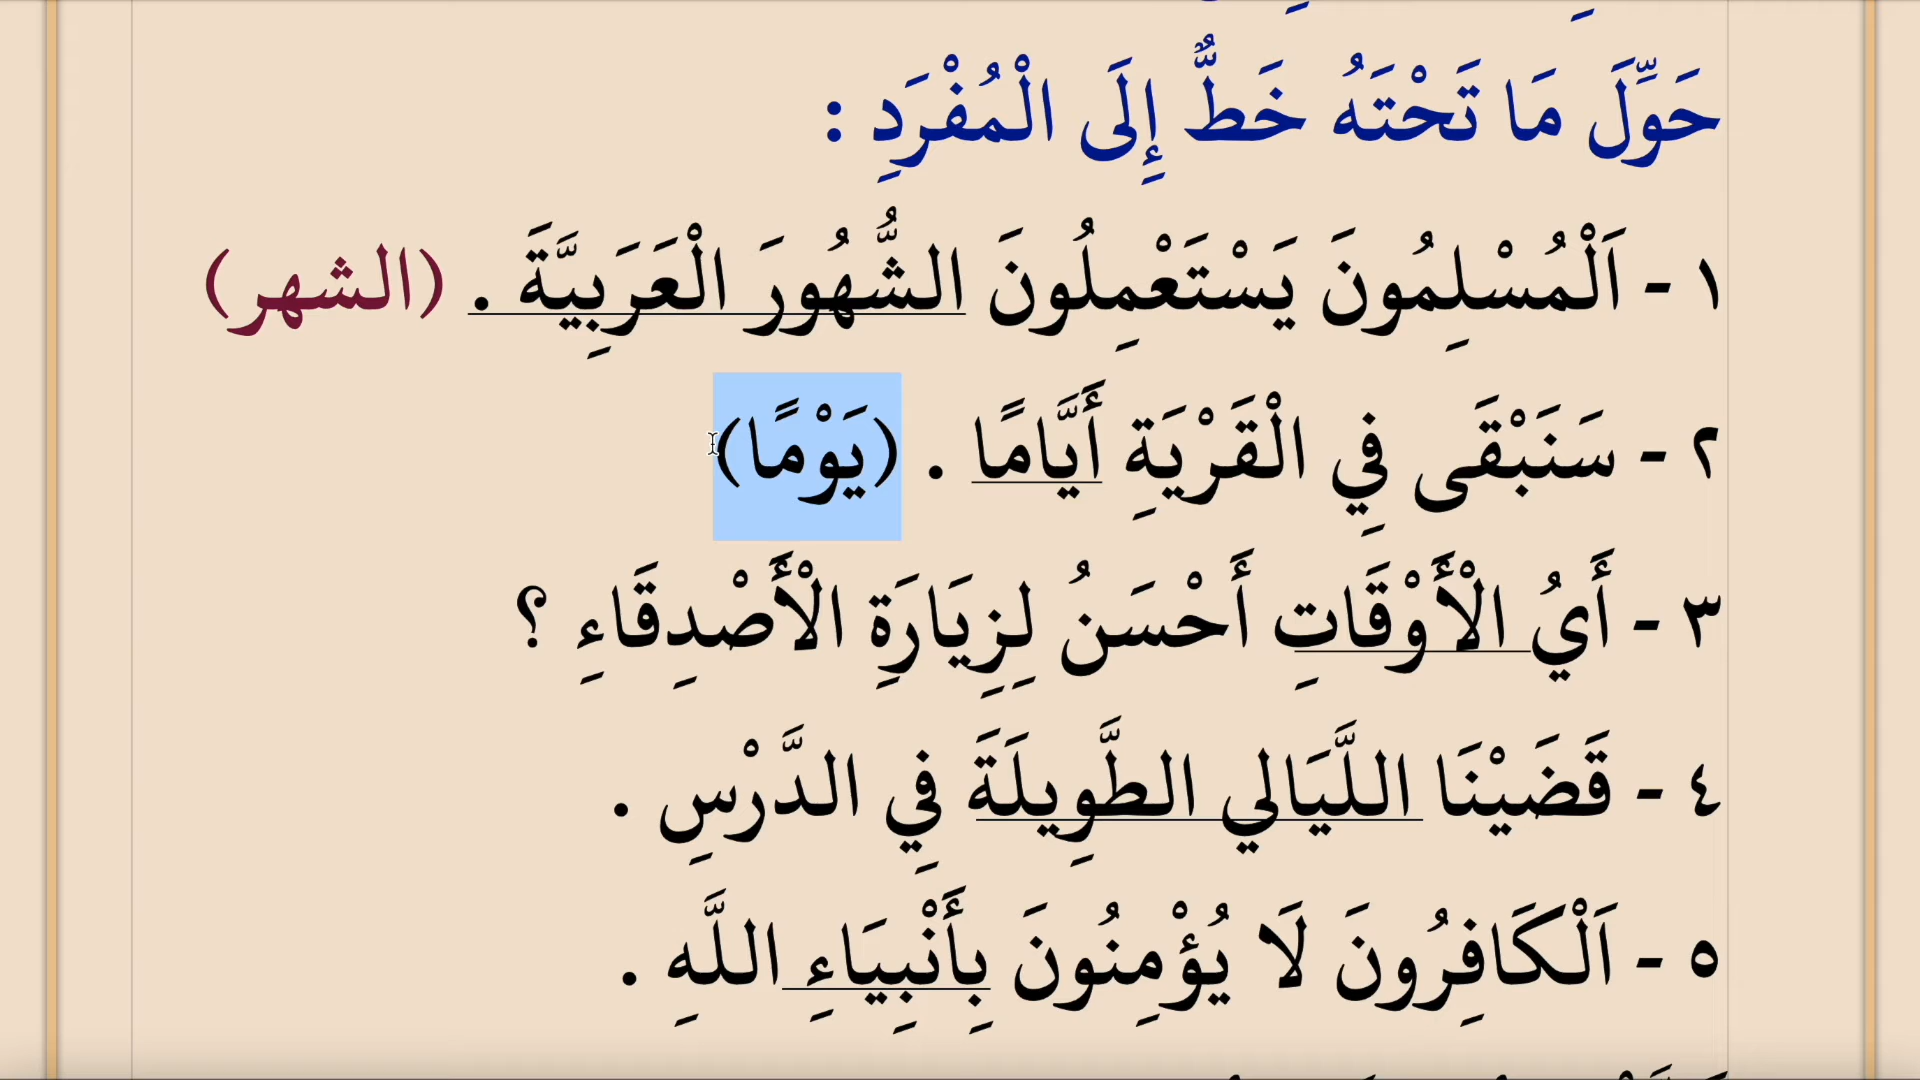 حَوِّلَ مَا تَحْتَهُ خَطٌّ إِلَى الْمُفْرَدِ :
١ - اَلْمُسْلِمُونَ يَسْتَعْمِلُونَ الشُّهُورَ الْعَرَبِيَّةَ . (الشهر)
٢ - سَنَبْقَى فِي الْقَرْيَةِ أَيَّامًا . (يَوْمًا)
٣ - أَيُ الْأَوْقَاتِ أَحْسَنُ لِزِيَارَةِ الْأَصْدِقَاءِ ؟
٤ - قَضَيْنَا اللَّيَالي الطَّوِيلَةَ فِي الدَّرْسِ .
٥ - اَلْكَافِرُونَ لَا يُؤْمِنُونَ بِأَنْبِيَاءِ اللَّهِ .